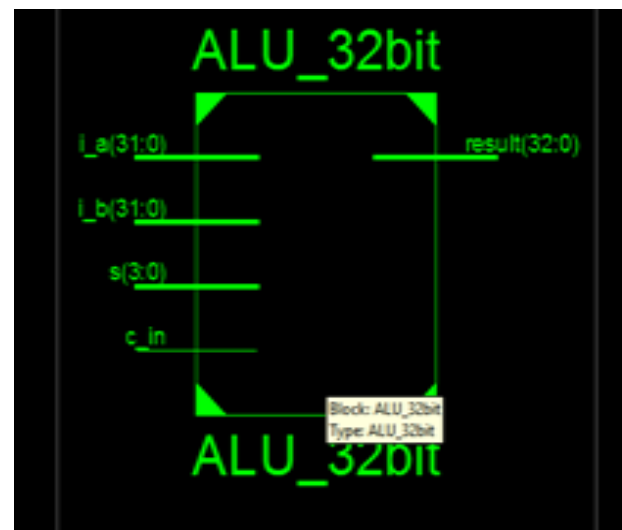 ALU_32bit
i_a(31:0)
result(32:0)
i_b(31:0)
s(3:0)
c_in
Block: ALU_32bit
Type: ALU_32bit
ALU_32bit